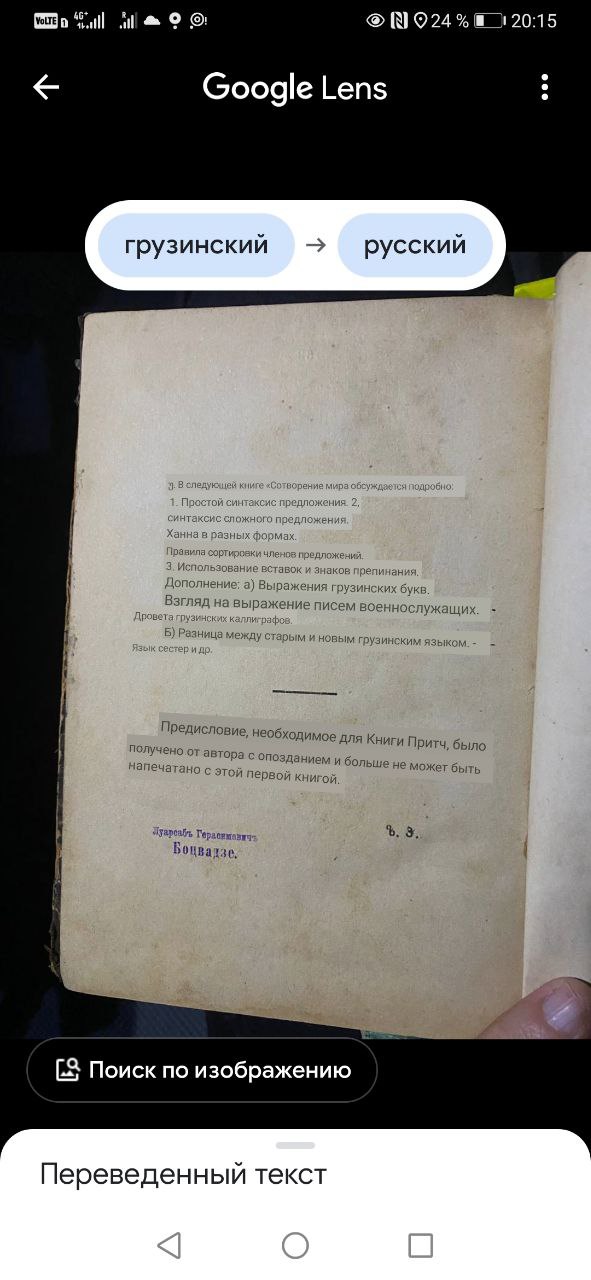 VoLTE 4G+ R 24 % 20:15
Google Lens
грузинский → русский
ჟ. В следующей книге «Сотворение мира обсуждается подробно:
1. Простой синтаксис предложения. 2,
синтаксис сложного предложения.
Ханна в разных формах.
Правила сортировки членов предложений.
3. Использование вставок и знаков препинания.
Дополнение: а) Выражения грузинских букв.
Взгляд на выражение писем военнослужащих. -
Дровета грузинских каллиграфов.
Б) Разница между старым и новым грузинским языком. - -
Язык сестер и др.
Предисловие, необходимое для Книги Притч, было
получено от автора с опозданием и больше не может быть
напечатано с этой первой книгой.
Луарсабъ Герасимовичъ
Боцвадзе.
Поиск по изображению
Переведенный текст